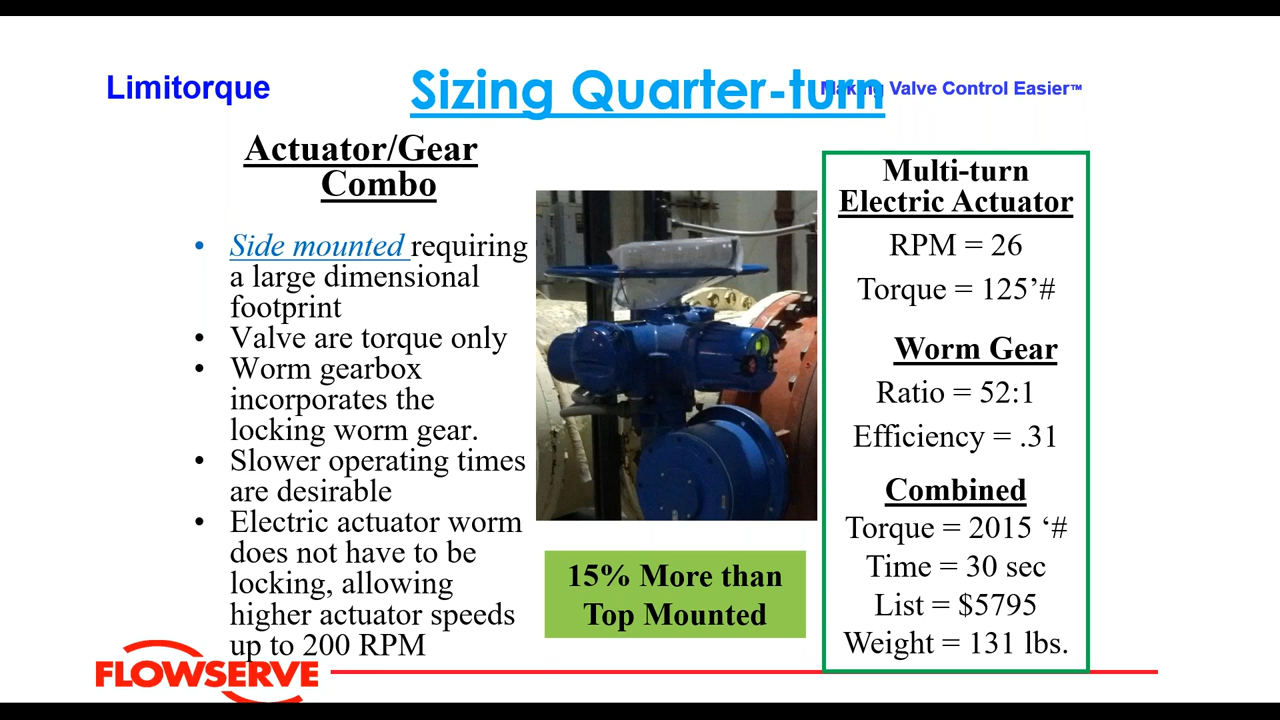 Limitorque
Sizing Quarter-turn
Making Valve Control Easier™
Actuator/Gear
Combo
• Side mounted requiring
a large dimensional
footprint
• Valve are torque only
• Worm gearbox
incorporates the
locking worm gear.
• Slower operating times
are desirable
• Electric actuator worm
does not have to be
locking, allowing
higher actuator speeds
up to 200 RPM
15% More than
Top Mounted
Multi-turn
Electric Actuator
RPM = 26
Torque = 125’#
Worm Gear
Ratio = 52:1
Efficiency = .31
Combined
Torque = 2015 ‘#
Time = 30 sec
List = $5795
Weight = 131 lbs.
FLOWSERVE